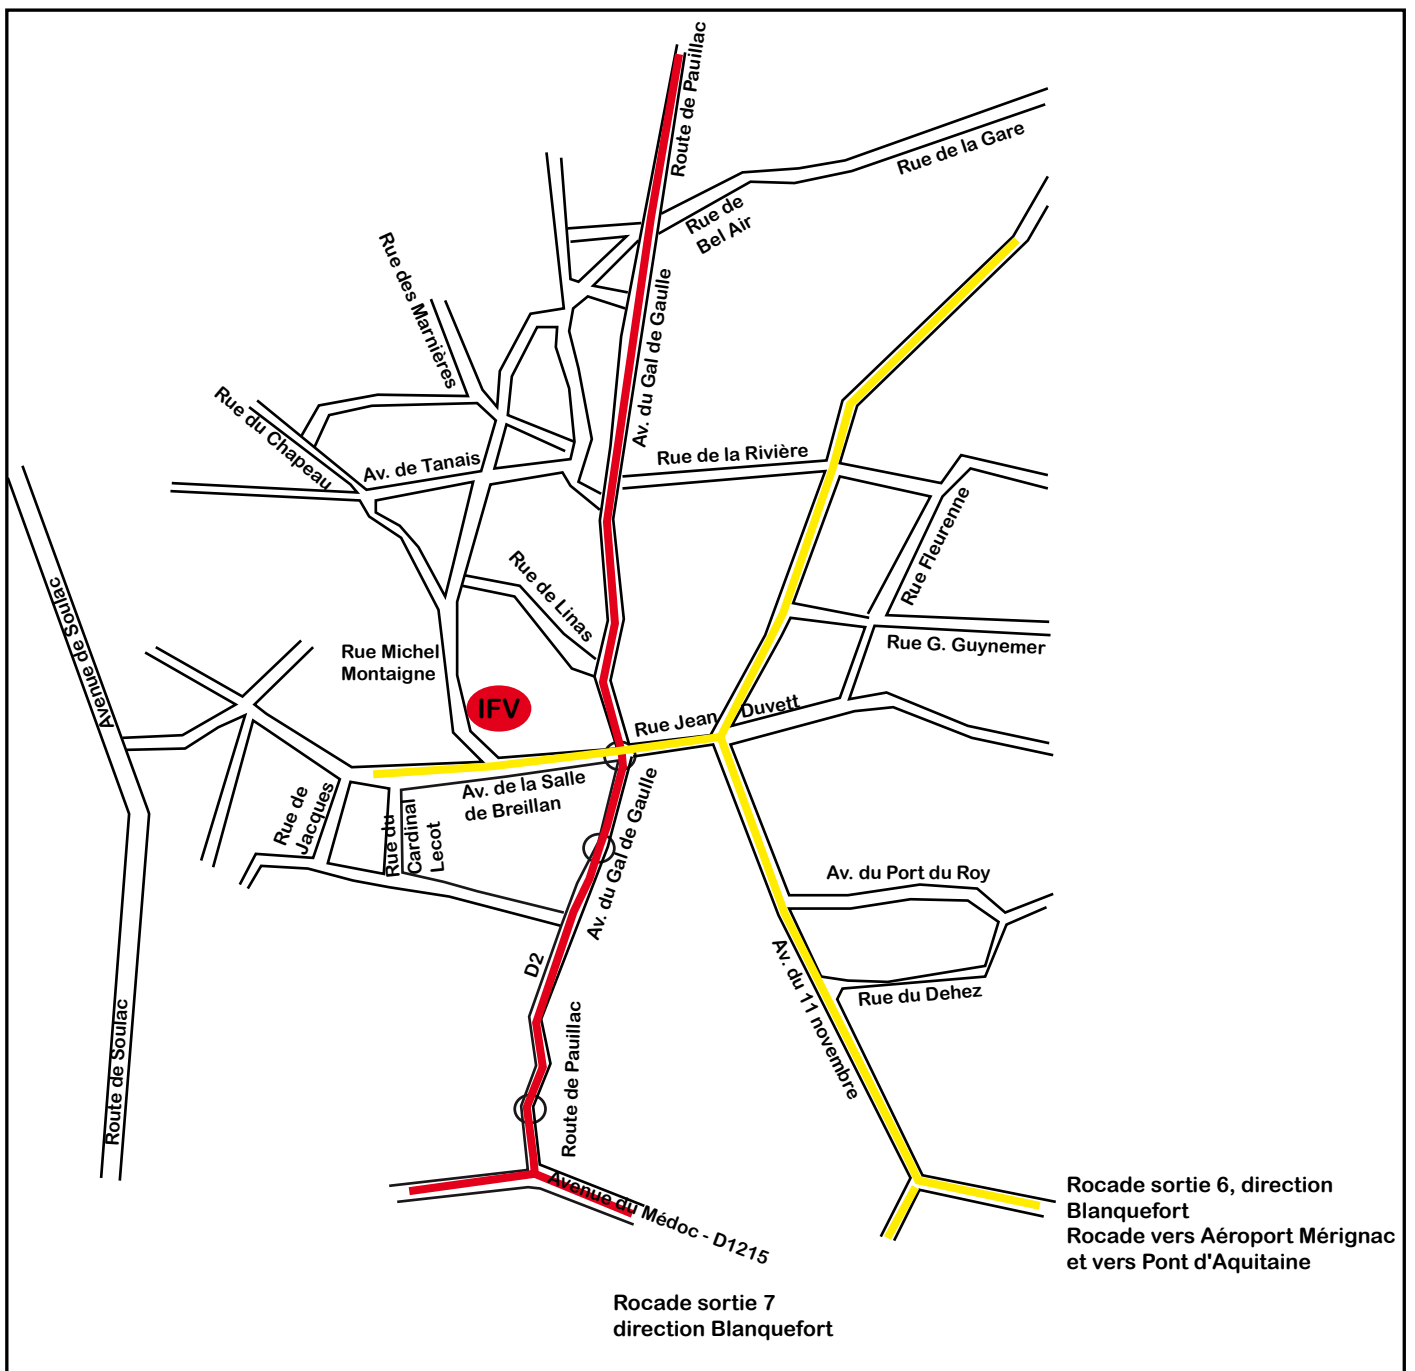 Route de Pauillac
Rue de la Gare
Rue de
Bel Air
Rue des Marnières
Av. du Gal de Gaulle
Rue du Chapeau
Av. de Tanais
Rue de la Rivière
Rue Fleurenne
Rue de Linas
Avenue de Soulac
Rue G. Guynemer
Rue Michel
Montaigne
IFV
Rue Jean Duvett
Av. de la Salle
de Breillan
Rue de
Jacques
Rue du
Cardinal
Lecot
Av. du Gal de Gaulle
Av. du Port du Roy
D2
Av. du 11 novembre
Rue du Dehez
Route de Soulac
Route de Pauillac
Avenue du Médoc - D1215
Rocade sortie 6, direction
Blanquefort
Rocade vers Aéroport Mérignac
et vers Pont d'Aquitaine
Rocade sortie 7
direction Blanquefort